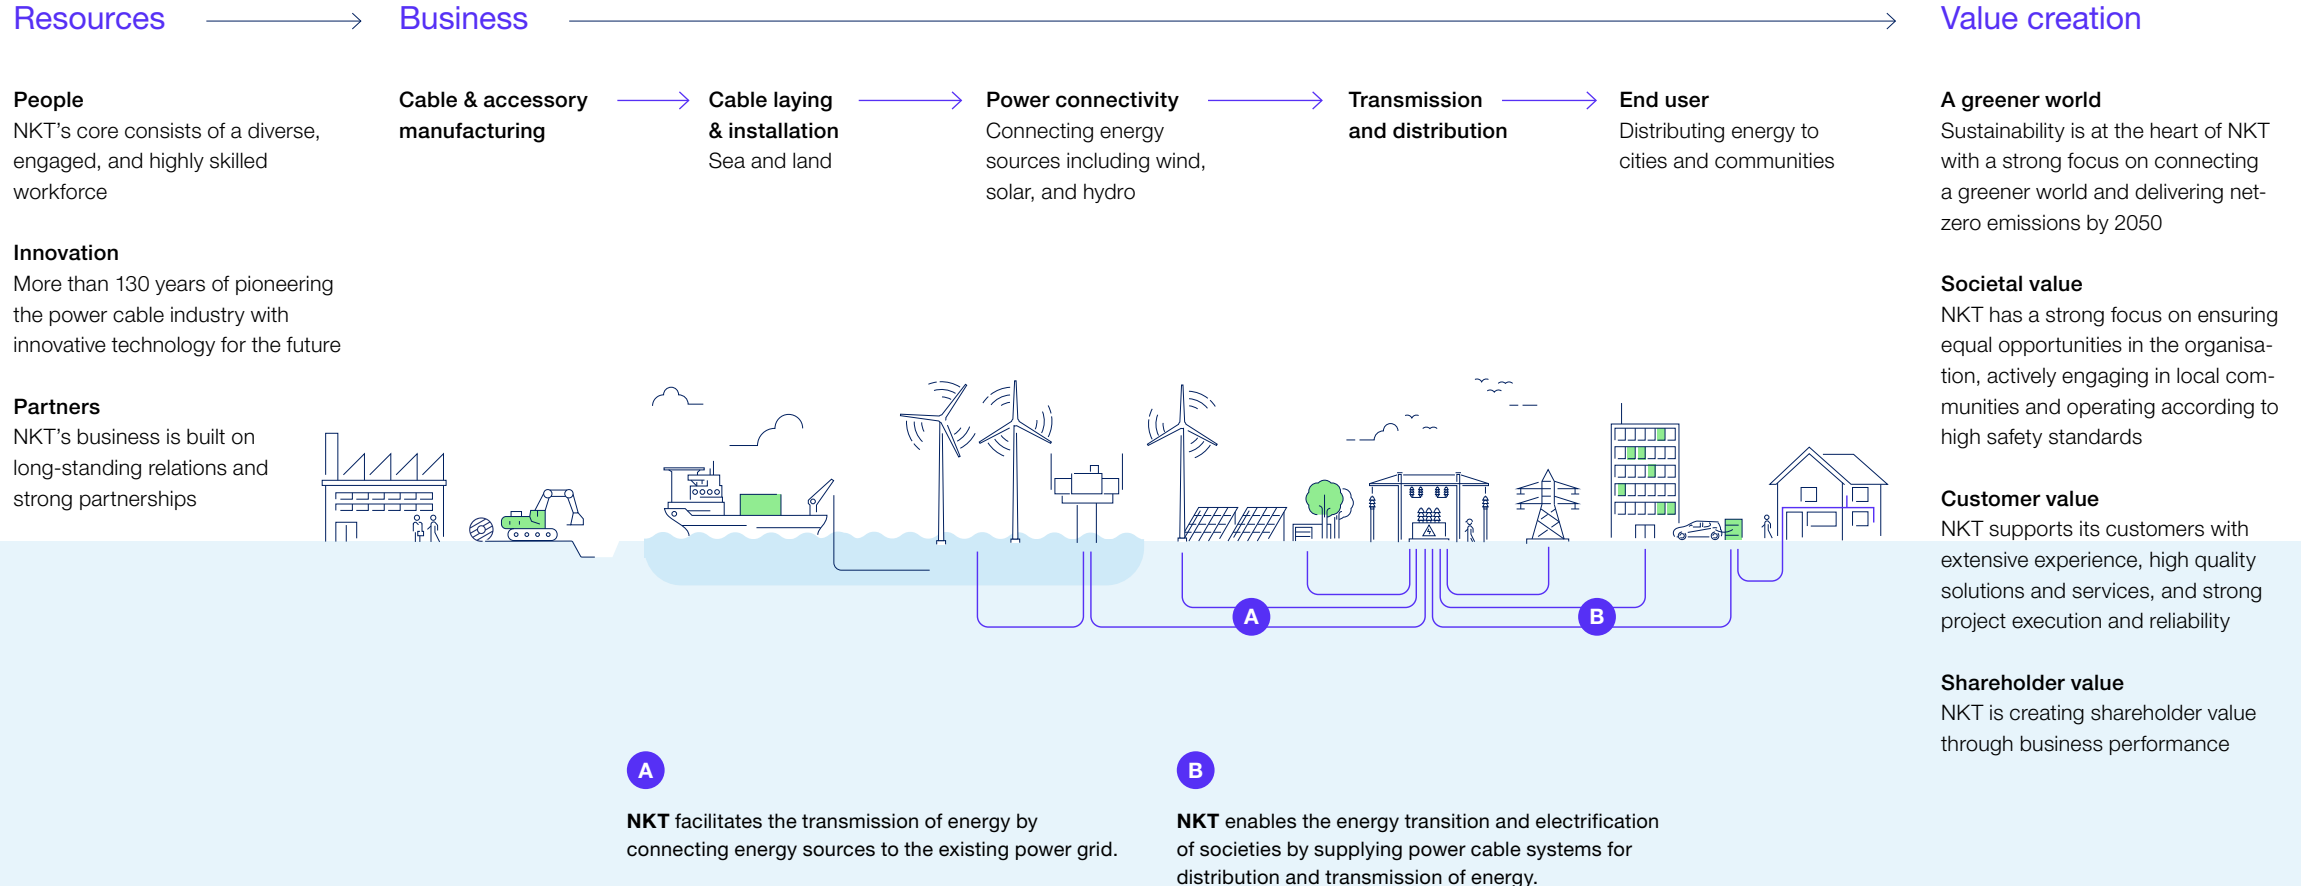 Resources
Business
Value creation
People
NKT’s core consists of a diverse,
engaged, and highly skilled
workforce
Innovation
More than 130 years of pioneering
the power cable industry with
innovative technology for the future
Partners
NKT’s business is built on
long-standing relations and
strong partnerships
Cable & accessory
manufacturing
Cable laying
& installation
Sea and land
Power connectivity
Connecting energy
sources including wind,
solar, and hydro
Transmission
and distribution
End user
Distributing energy to
cities and communities
A greener world
Sustainability is at the heart of NKT
with a strong focus on connecting
a greener world and delivering net-
zero emissions by 2050
Societal value
NKT has a strong focus on ensuring
equal opportunities in the organisa-
tion, actively engaging in local com-
munities and operating according to
high safety standards
Customer value
NKT supports its customers with
extensive experience, high quality
solutions and services, and strong
project execution and reliability
Shareholder value
NKT is creating shareholder value
through business performance
A
B
A
NKT facilitates the transmission of energy by
connecting energy sources to the existing power grid.
B
NKT enables the energy transition and electrification
of societies by supplying power cable systems for
distribution and transmission of energy.